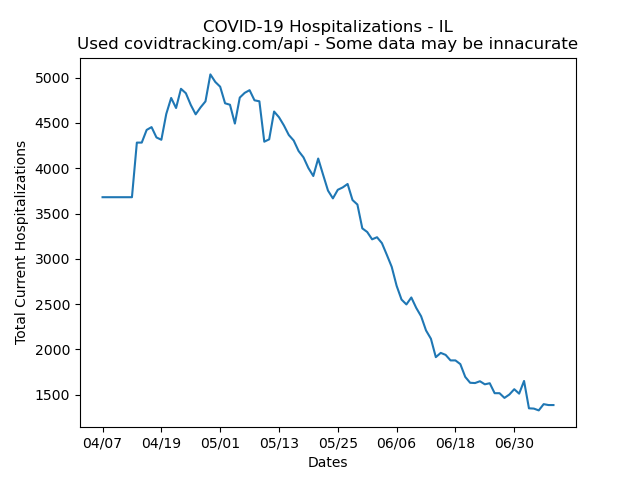 COVID-19 Hospitalizations - IL
Used covidtracking.com/api - Some data may be innacurate
5000
4500
4000
3500
3000
2500
2000
1500
Total Current Hospitalizations
04/07 04/19 05/01 05/13 05/25 06/06 06/18 06/30
Dates